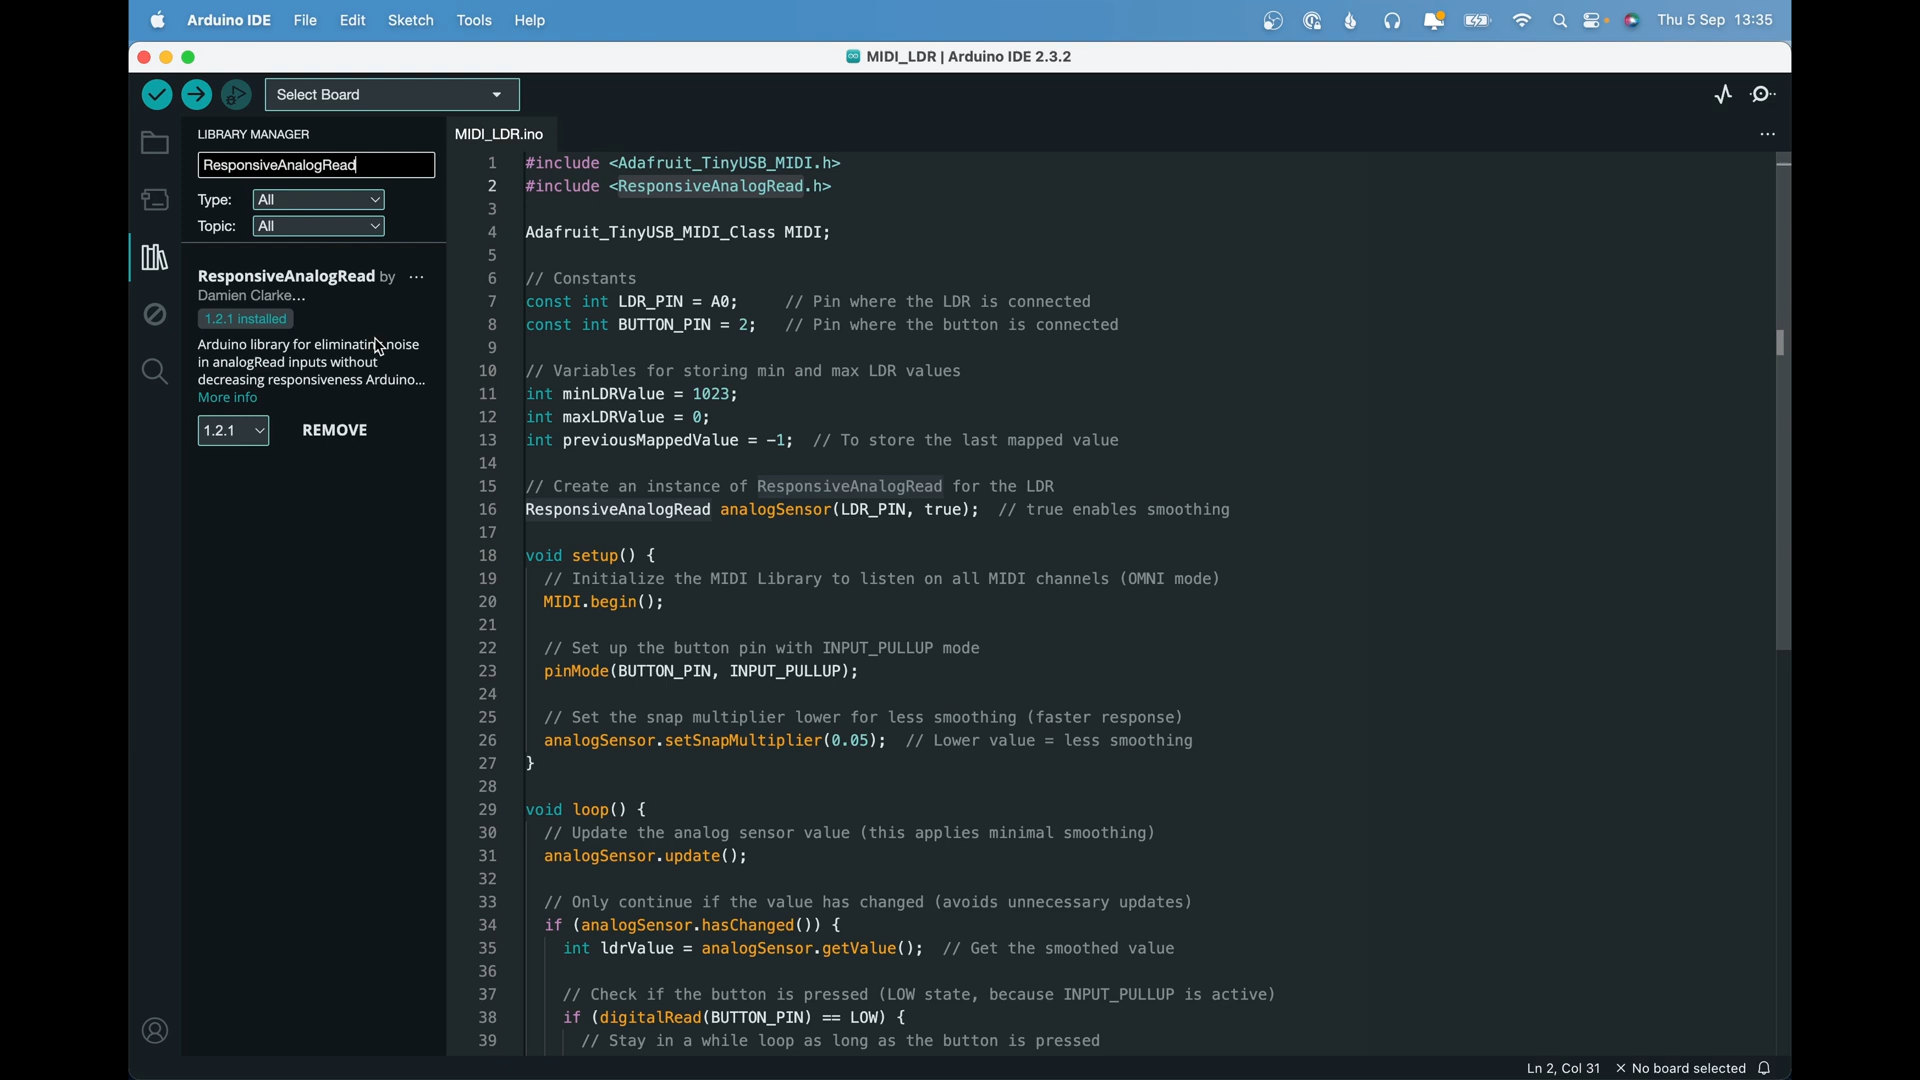 Arduino IDE File Edit Sketch Tools Help Thu 5 Sep 13:35
MIDI_LDR | Arduino IDE 2.3.2
Select Board
LIBRARY MANAGER
ResponsiveAnalogRead
Type: All
Topic: All
ResponsiveAnalogRead by ...
Damien Clarke...
1.2.1 installed
Arduino library for eliminating noise
in analogRead inputs without
decreasing responsiveness Arduino...
More info
1.2.1 REMOVE
MIDI_LDR.ino ...
1 #include <Adafruit_TinyUSB_MIDI.h>
2 #include <ResponsiveAnalogRead.h>
3
4 Adafruit_TinyUSB_MIDI_Class MIDI;
5
6 // Constants
7 const int LDR_PIN = A0; // Pin where the LDR is connected
8 const int BUTTON_PIN = 2; // Pin where the button is connected
9
10 // Variables for storing min and max LDR values
11 int minLDRValue = 1023;
12 int maxLDRValue = 0;
13 int previousMappedValue = -1; // To store the last mapped value
14
15 // Create an instance of ResponsiveAnalogRead for the LDR
16 ResponsiveAnalogRead analogSensor(LDR_PIN, true); // true enables smoothing
17
18 void setup() {
19 // Initialize the MIDI Library to listen on all MIDI channels (OMNI mode)
20 MIDI.begin();
21
22 // Set up the button pin with INPUT_PULLUP mode
23 pinMode(BUTTON_PIN, INPUT_PULLUP);
24
25 // Set the snap multiplier lower for less smoothing (faster response)
26 analogSensor.setSnapMultiplier(0.05); // Lower value = less smoothing
27 }
28
29 void loop() {
30 // Update the analog sensor value (this applies minimal smoothing)
31 analogSensor.update();
32
33 // Only continue if the value has changed (avoids unnecessary updates)
34 if (analogSensor.hasChanged()) {
35 int ldrValue = analogSensor.getValue(); // Get the smoothed value
36
37 // Check if the button is pressed (LOW state, because INPUT_PULLUP is active)
38 if (digitalRead(BUTTON_PIN) == LOW) {
39 // Stay in a while loop as long as the button is pressed
Ln 2, Col 31 × No board selected